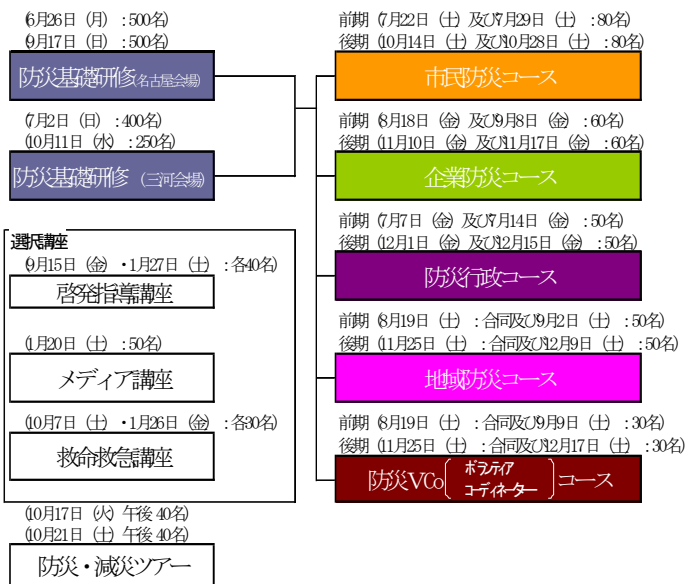 (6月26日（月）:500名)
(9月17日（日）:500名)
防災基礎研修(名古屋会場)
(7月2日（日）:400名)
(10月11日（水）:250名)
防災基礎研修（三河会場）
選択講座
(9月15日（金）・1月27日（土）:各40名)
啓発指導講座
(1月20日（土）:50名)
メディア講座
(10月7日（土）・1月26日（金）:各30名)
救命救急講座
(10月17日（火）午後40名)
(10月21日（土）午後40名)
防災・減災ツアー
前期（7月22日（土）及び7月29日（土）:80名)
後期（10月14日（土）及び10月28日（土）:80名)
市民防災コース
前期（8月18日（金）及び9月8日（金）:60名)
後期（11月10日（金）及び11月17日（金）:60名)
企業防災コース
前期（7月7日（金）及び7月14日（金）:50名)
後期（12月1日（金）及び12月15日（金）:50名)
防災行政コース
前期（8月19日（土）:合同及び9月2日（土）:50名)
後期（11月25日（土）:合同及び12月9日（土）:50名)
地域防災コース
前期（8月19日（土）:合同及び9月9日（土）:30名)
後期（11月25日（土）:合同及び12月17日（土）:30名)
防災VCo［ボランティアコーディネーター］コース